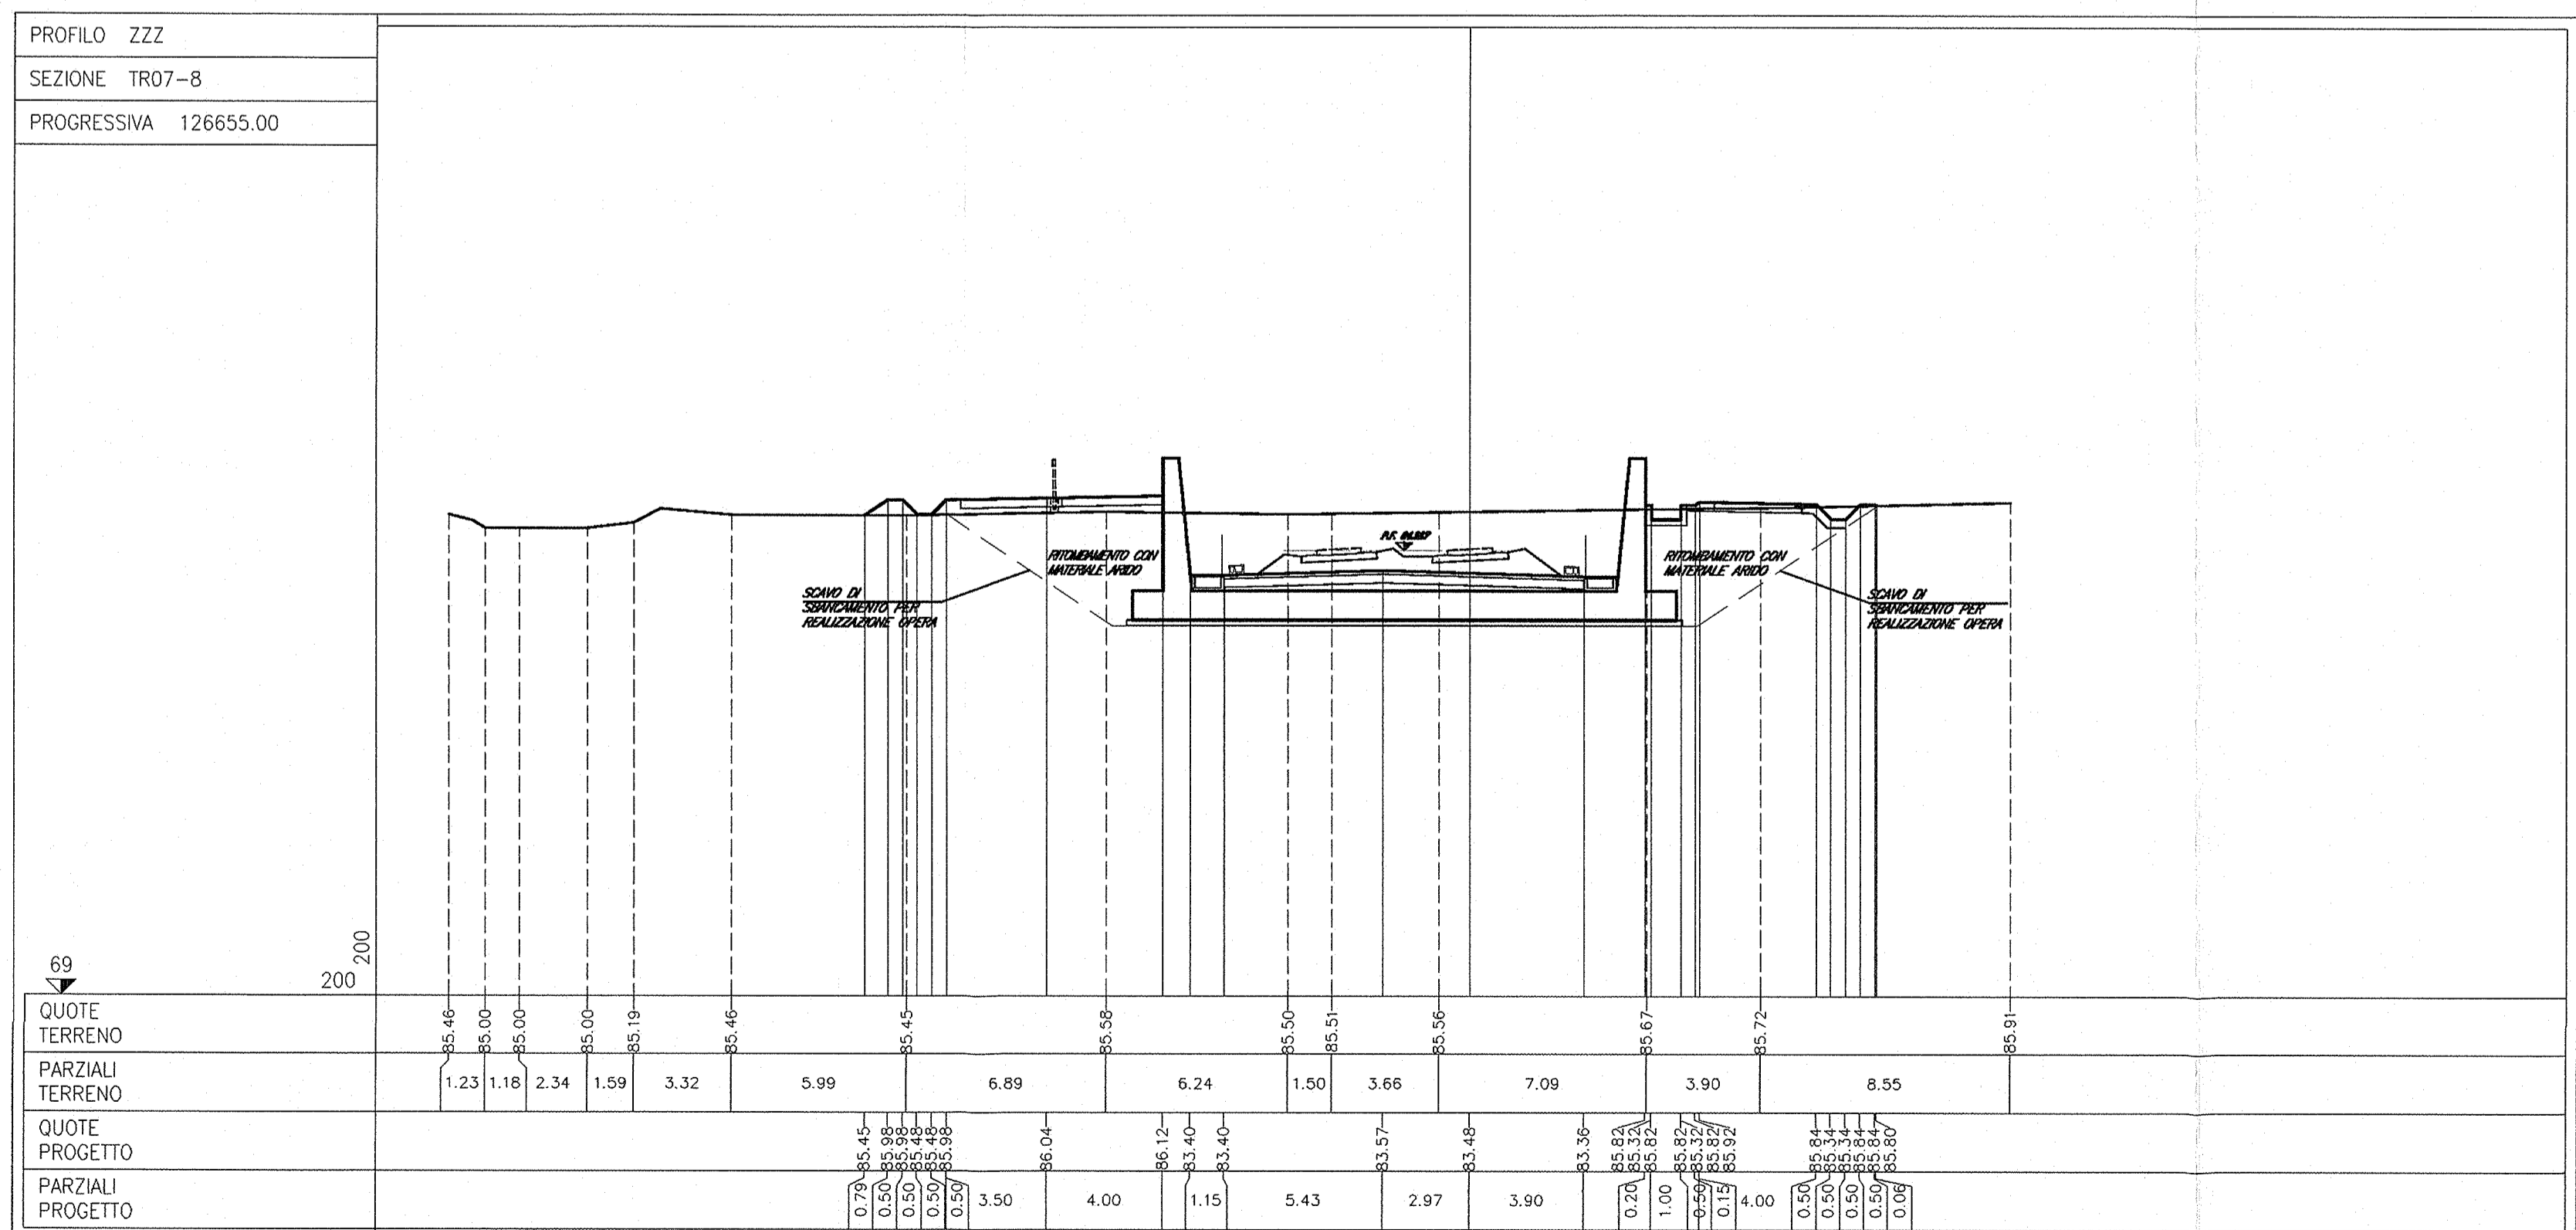 PROFILO ZZZ
SEZIONE TR07-8
PROGRESSIVA 126655.00
RITOMBAMENTO CON
MATERIALE ARIDO
SCAVO DI
SBANCAMENTO PER
REALIZZAZIONE OPERA
P.F.
RITOMBAMENTO CON
MATERIALE ARIDO
SCAVO DI
SBANCAMENTO PER
REALIZZAZIONE OPERA
69
200
200
QUOTE
TERRENO
85.46 85.00 85.00 85.00 85.19 85.46 85.45 85.58 85.50 85.51 85.56 85.67 85.72 85.91
PARZIALI
TERRENO
1.23 1.18 2.34 1.59 3.32 5.99 6.89 6.24 1.50 3.66 7.09 3.90 8.55
QUOTE
PROGETTO
85.45 85.98 85.98 85.48 85.48 85.98 86.04 86.12 83.40 83.40 83.57 83.48 83.36 85.82 85.32 85.82 85.82 85.32 85.82 85.92 85.84 85.34 85.34 85.84 85.84 85.80
PARZIALI
PROGETTO
0.79 0.50 0.50 0.50 0.50 3.50 4.00 1.15 5.43 2.97 3.90 0.20 1.00 0.50 0.15 4.00 0.50 0.50 0.50 0.50 0.06